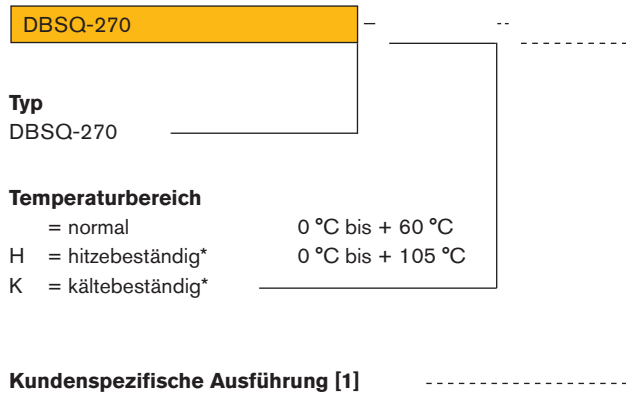 DBSQ-270 – --
Typ
DBSQ-270
Temperaturbereich
= normal 0 °C bis + 60 °C
H = hitzebeständig* 0 °C bis + 105 °C
K = kältebeständig*
Kundenspezifische Ausführung [1]